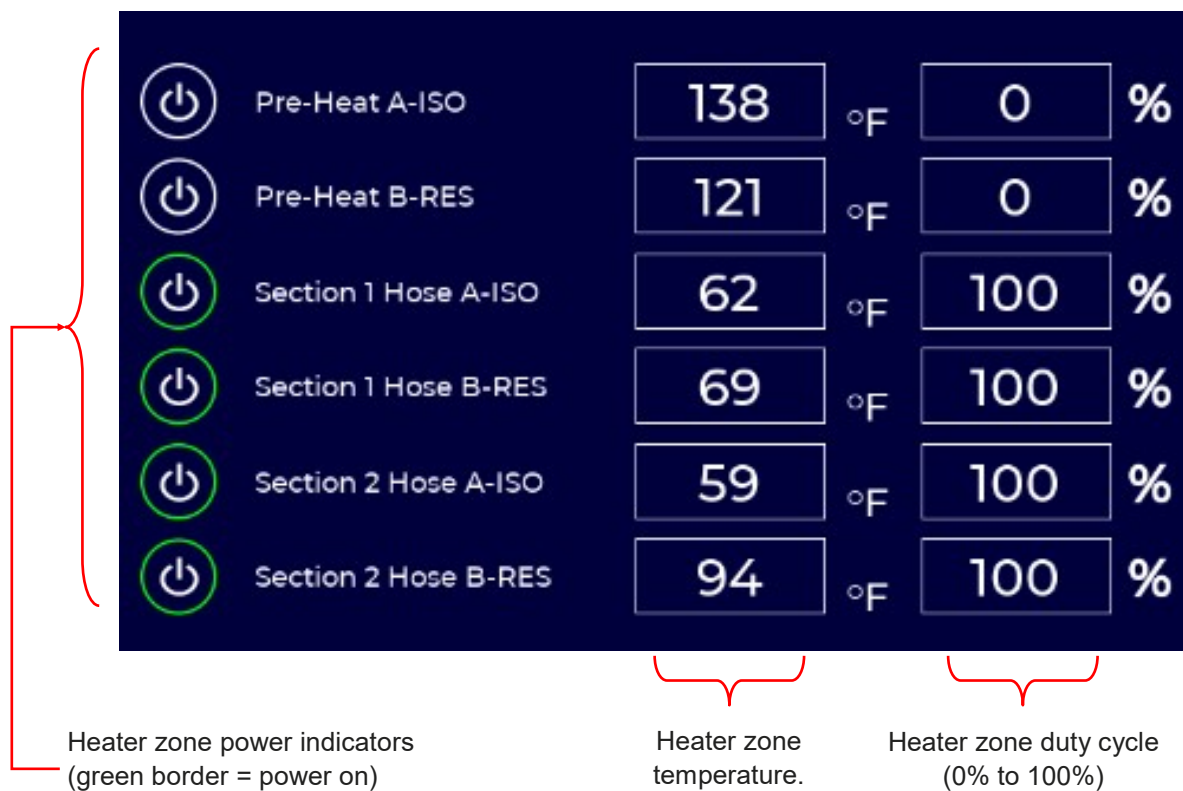 Pre-Heat A-ISO 138 °F 0 %
Pre-Heat B-RES 121 °F 0 %
Section 1 Hose A-ISO 62 °F 100 %
Section 1 Hose B-RES 69 °F 100 %
Section 2 Hose A-ISO 59 °F 100 %
Section 2 Hose B-RES 94 °F 100 %
Heater zone power indicators
(green border = power on)
Heater zone
temperature.
Heater zone duty cycle
(0% to 100%)